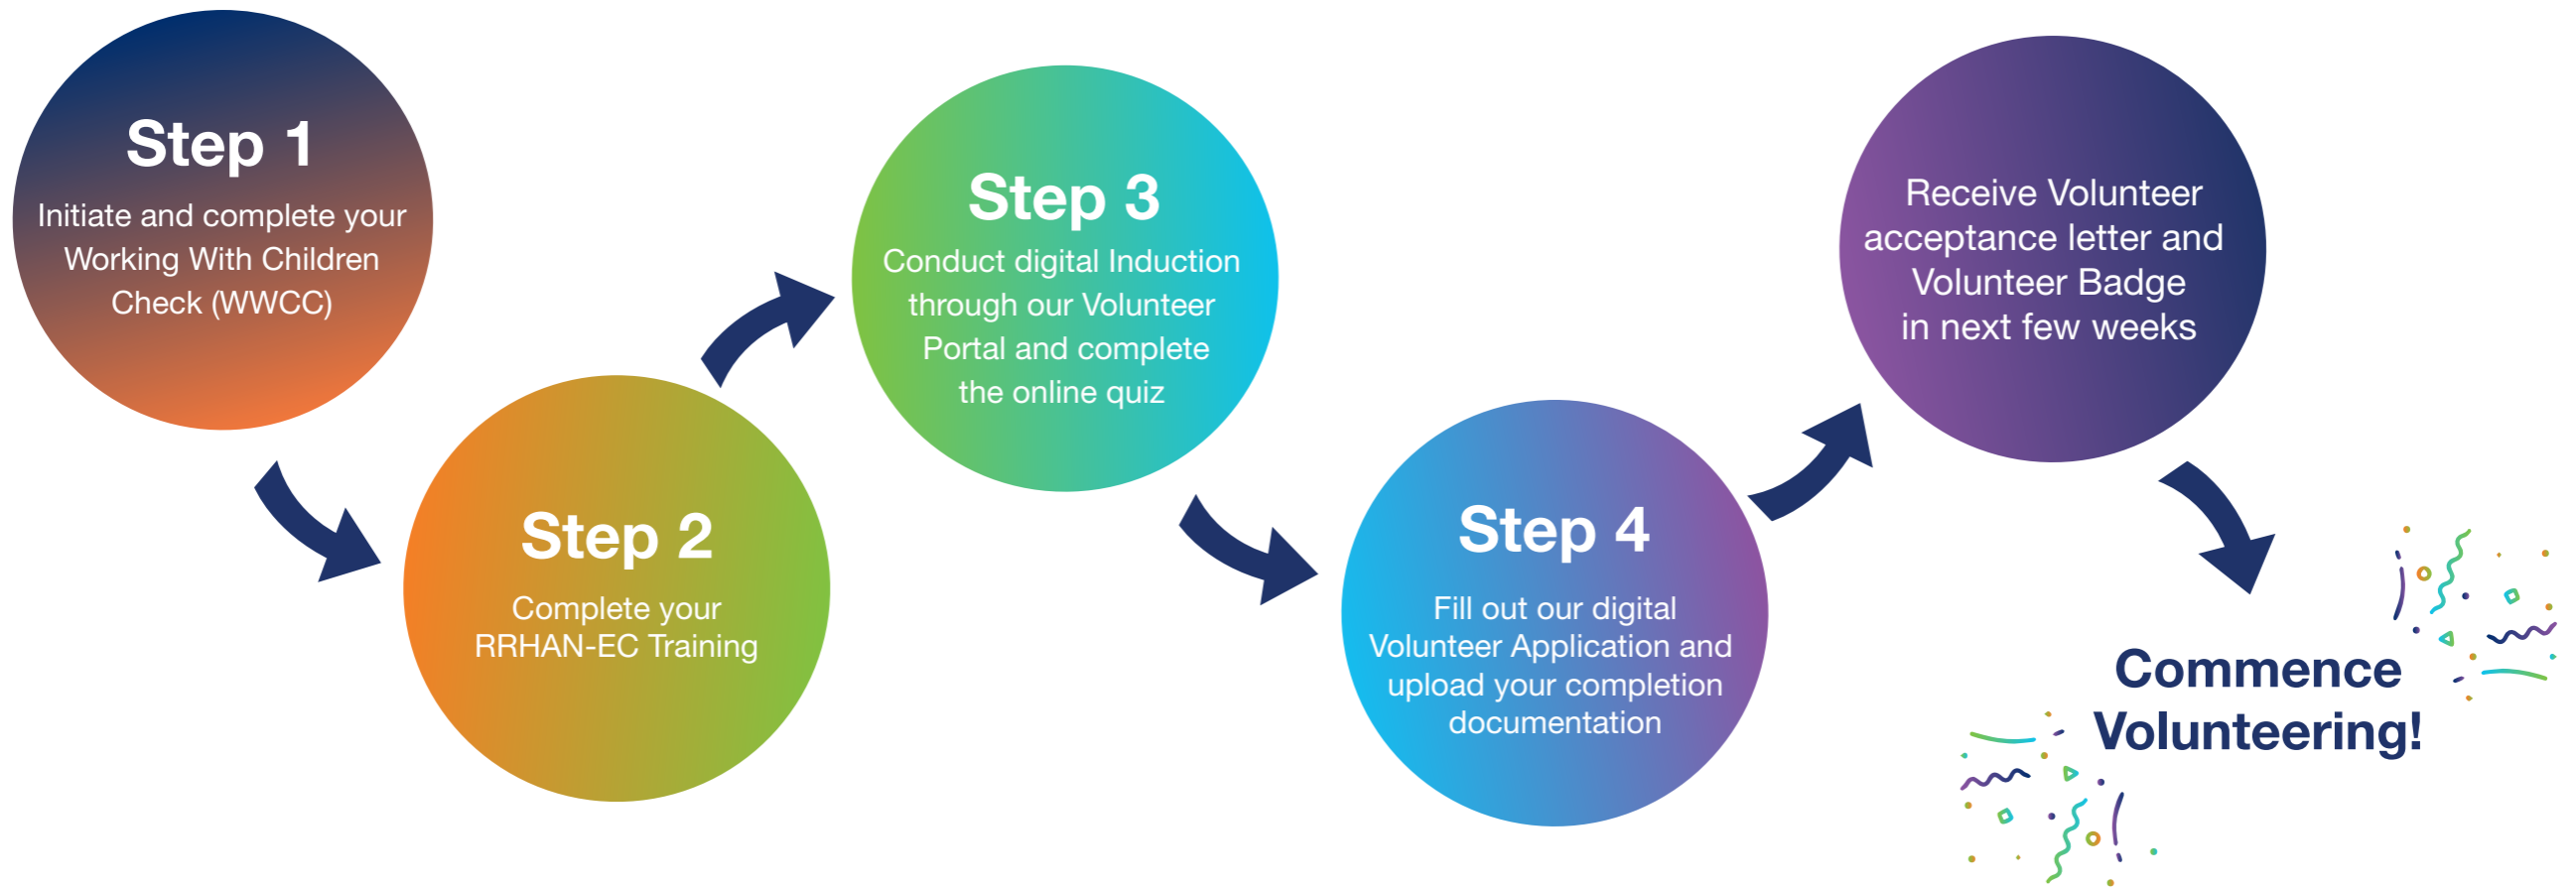 Step 1
Initiate and complete your
Working With Children
Check (WWCC)
Step 2
Complete your
RRHAN-EC Training
Step 3
Conduct digital Induction
through our Volunteer
Portal and complete
the online quiz
Step 4
Fill out our digital
Volunteer Application and
upload your completion
documentation
Receive Volunteer
acceptance letter and
Volunteer Badge
in next few weeks
Commence
Volunteering!